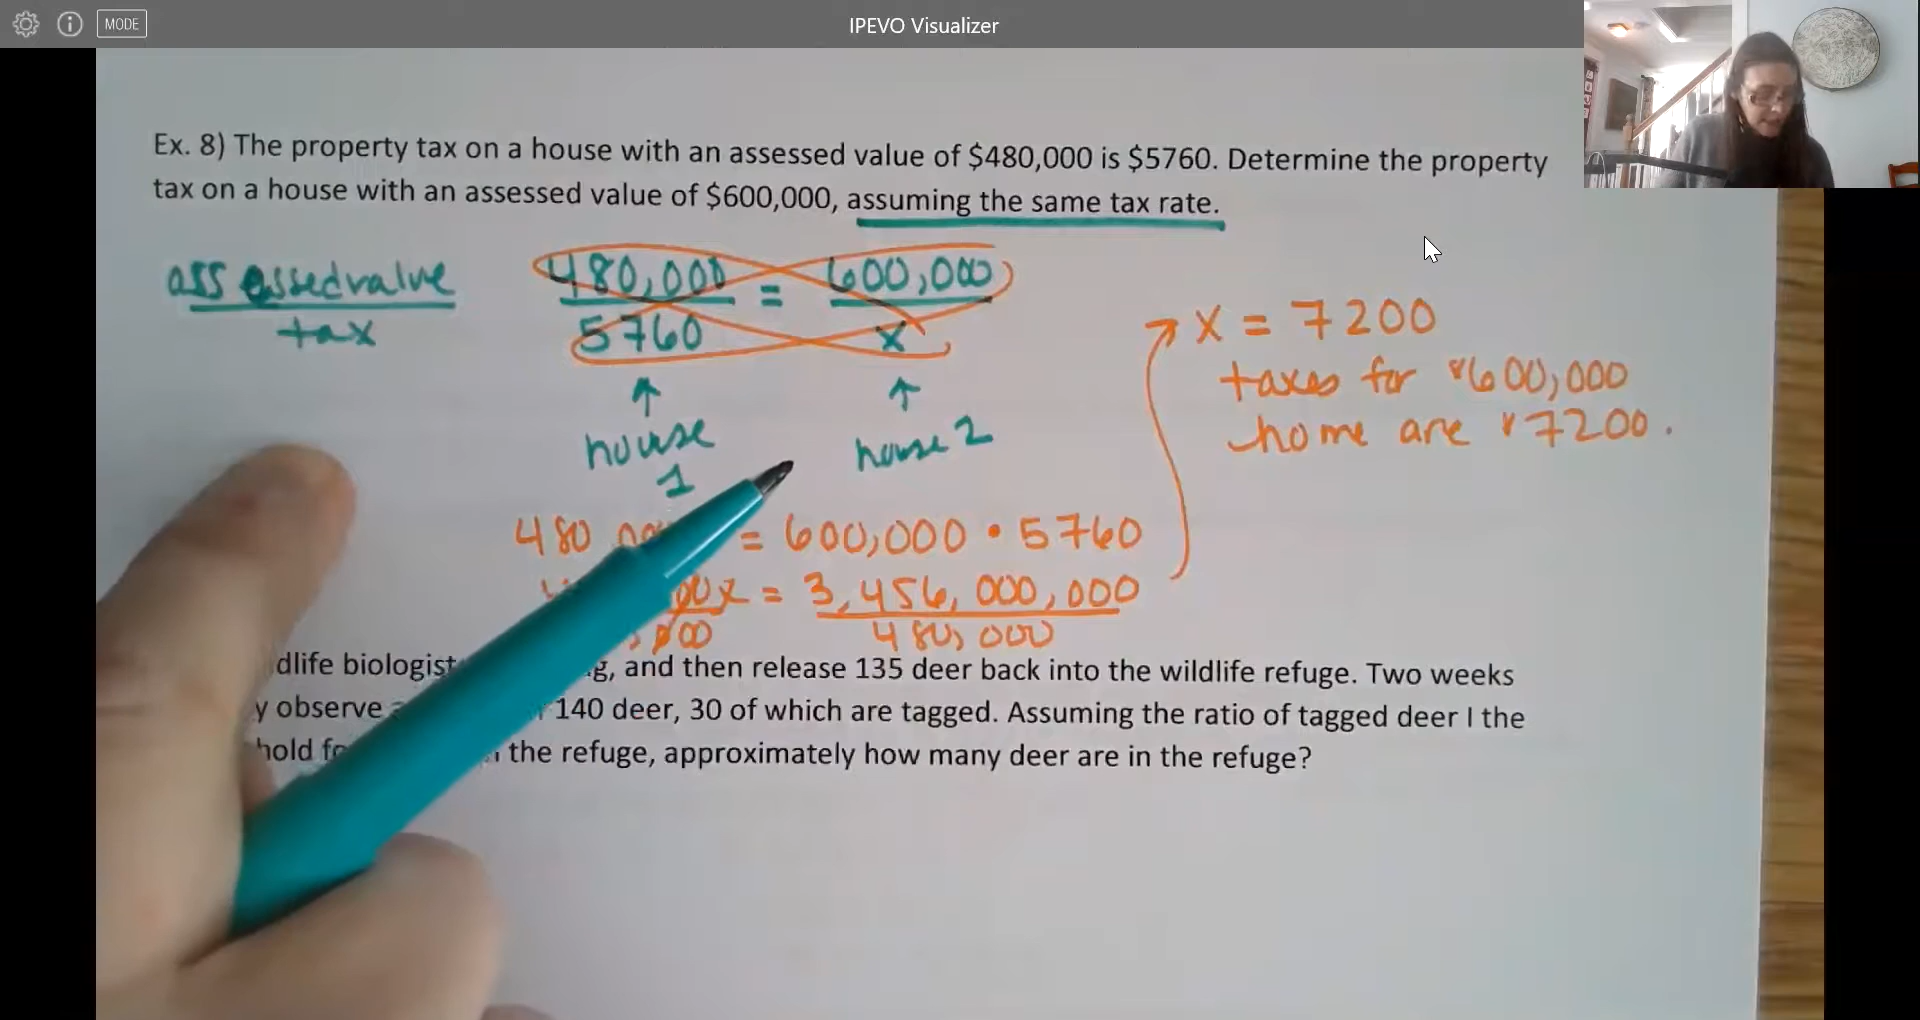 MODE
IPEVO Visualizer
Ex. 8) The property tax on a house with an assessed value of $480,000 is $5760. Determine the property
tax on a house with an assessed value of $600,000, assuming the same tax rate.
assessed value
tax
480,000 = 600,000
5760 x
house 1
house 2
x = 7200
taxes for $600,000
home are $7200.
480 = 600,000 • 5760
x = 3,456,000,000
480,000
biologist and then release 135 deer back into the wildlife refuge. Two weeks
observe 140 deer, 30 of which are tagged. Assuming the ratio of tagged deer I the
the refuge, approximately how many deer are in the refuge?